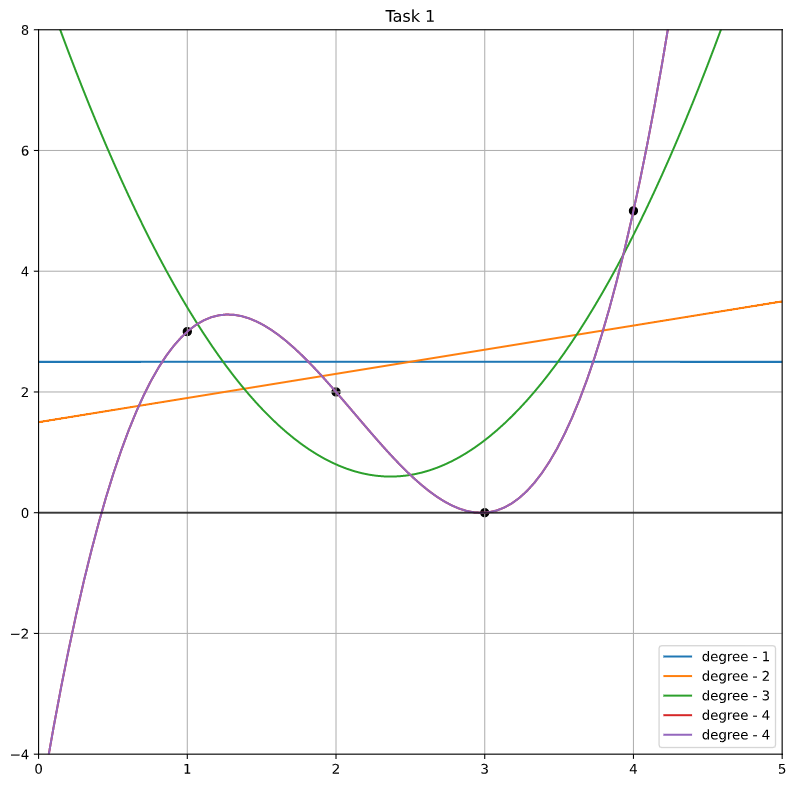 Task 1
8
6
4
2
0
−2
−4
0 1 2 3 4 5
degree - 1
degree - 2
degree - 3
degree - 4
degree - 4